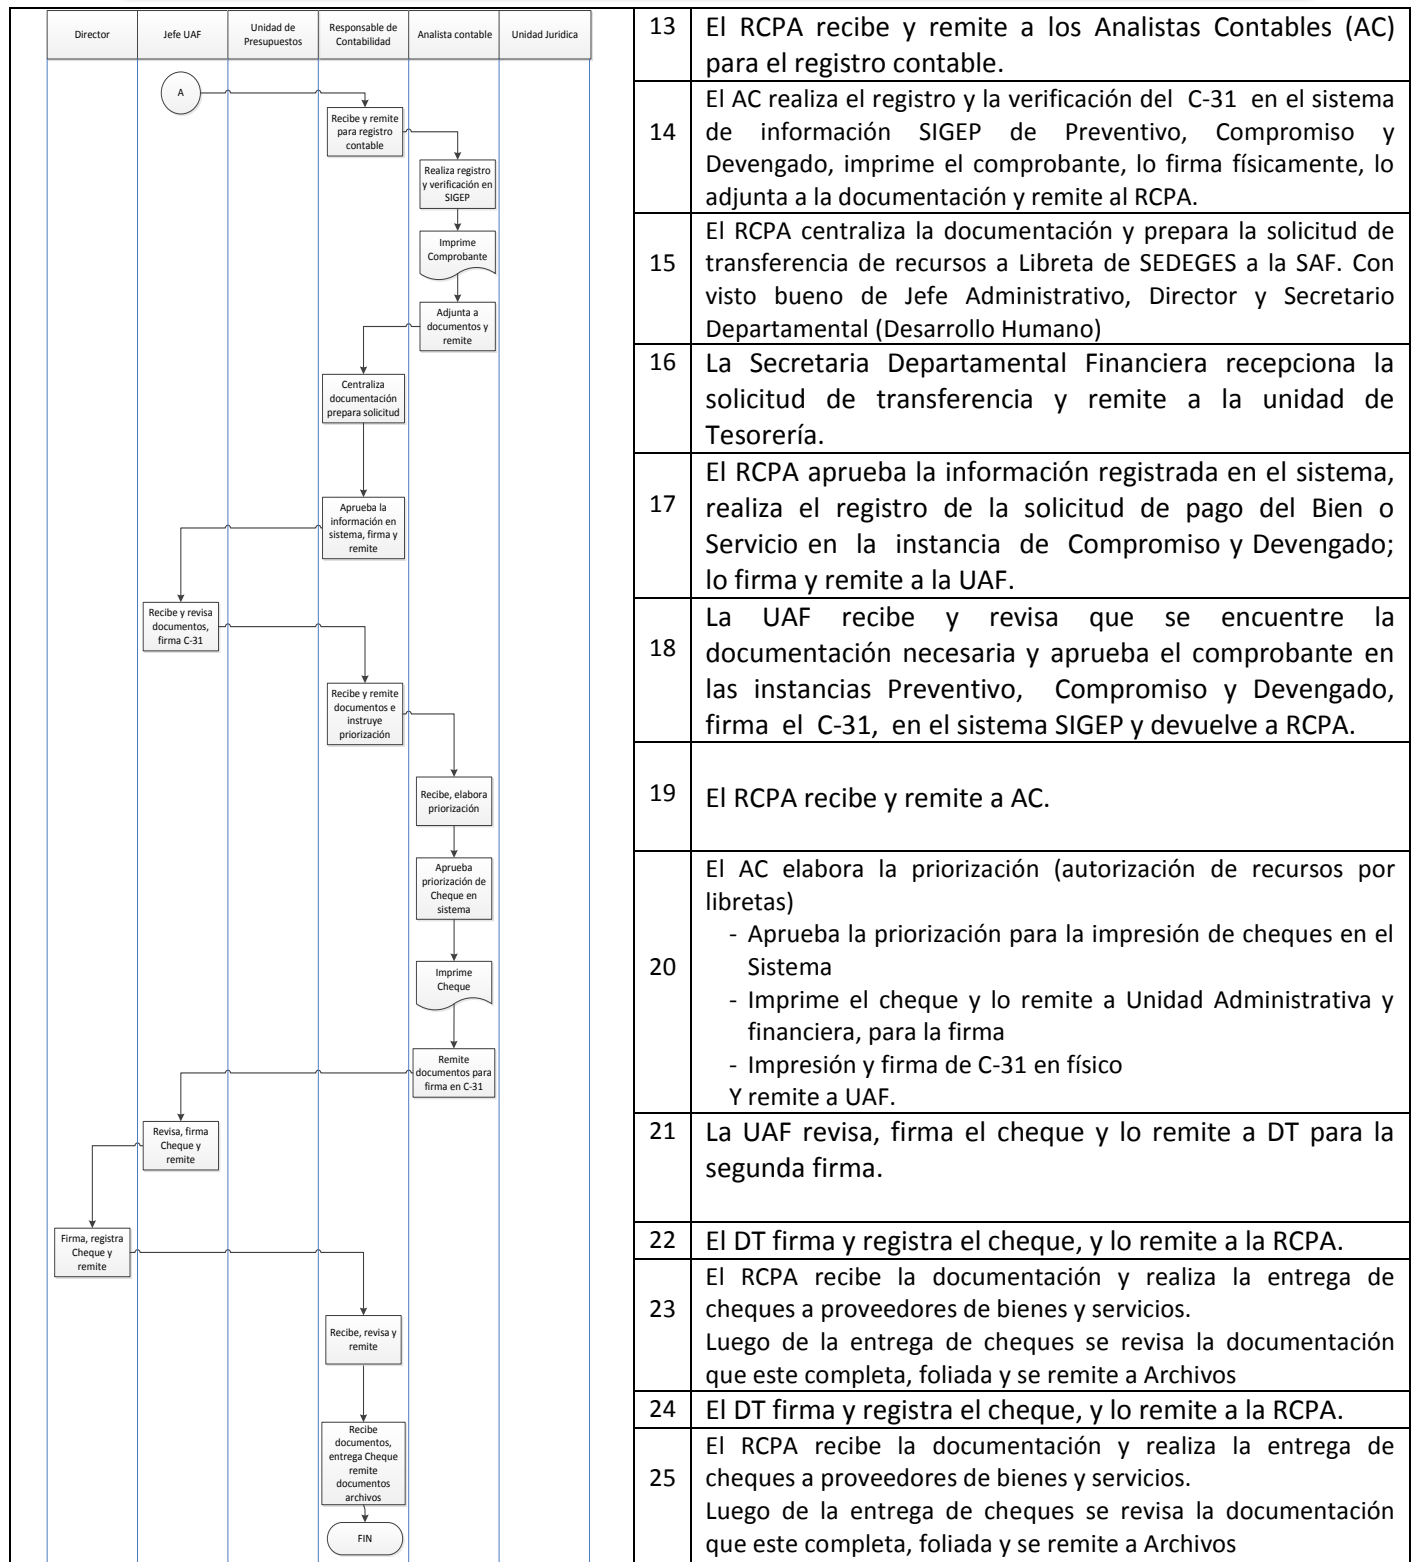 Director
Jefe UAF
Unidad de
Presupuestos
Responsable de
Contabilidad
Analista contable
Unidad Juridica
A
Recibe y remite
para registro
contable
Realiza registro
y verificación en
SIGEP
Imprime
Comprobante
Adjunta a
documentos y
remite
Centraliza
documentación
prepara solicitud
Aprueba la
información en
sistema, firma y
remite
Recibe y revisa
documentos,
firma C-31
Recibe y remite
documentos e
instruye
priorización
Recibe, elabora
priorización
Aprueba
priorización de
Cheque en
sistema
Imprime
Cheque
Remite
documentos para
firma en C-31
Revisa, firma
Cheque y
remite
Firma, registra
Cheque y
remite
Recibe, revisa y
remite
Recibe
documentos,
entrega Cheque
remite
documentos
archivos
FIN
13 El RCPA recibe y remite a los Analistas Contables (AC)
para el registro contable.
El AC realiza el registro y la verificación del C-31 en el sistema
14 de información SIGEP de Preventivo, Compromiso y
Devengado, imprime el comprobante, lo firma físicamente, lo
adjunta a la documentación y remite al RCPA.
El RCPA centraliza la documentación y prepara la solicitud de
15 transferencia de recursos a Libreta de SEDEGES a la SAF. Con
visto bueno de Jefe Administrativo, Director y Secretario
Departamental (Desarrollo Humano)
16 La Secretaria Departamental Financiera recepciona la
solicitud de transferencia y remite a la unidad de
Tesorería.
El RCPA aprueba la información registrada en el sistema,
17 realiza el registro de la solicitud de pago del Bien o
Servicio en la instancia de Compromiso y Devengado;
lo firma y remite a la UAF.
La UAF recibe y revisa que se encuentre la
18 documentación necesaria y aprueba el comprobante en
las instancias Preventivo, Compromiso y Devengado,
firma el C-31, en el sistema SIGEP y devuelve a RCPA.
19 El RCPA recibe y remite a AC.
El AC elabora la priorización (autorización de recursos por
libretas)
- Aprueba la priorización para la impresión de cheques en el
20 Sistema
- Imprime el cheque y lo remite a Unidad Administrativa y
financiera, para la firma
- Impresión y firma de C-31 en físico
Y remite a UAF.
21 La UAF revisa, firma el cheque y lo remite a DT para la
segunda firma.
22 El DT firma y registra el cheque, y lo remite a la RCPA.
El RCPA recibe la documentación y realiza la entrega de
23 cheques a proveedores de bienes y servicios.
Luego de la entrega de cheques se revisa la documentación
que este completa, foliada y se remite a Archivos
24 El DT firma y registra el cheque, y lo remite a la RCPA.
El RCPA recibe la documentación y realiza la entrega de
25 cheques a proveedores de bienes y servicios.
Luego de la entrega de cheques se revisa la documentación
que este completa, foliada y se remite a Archivos